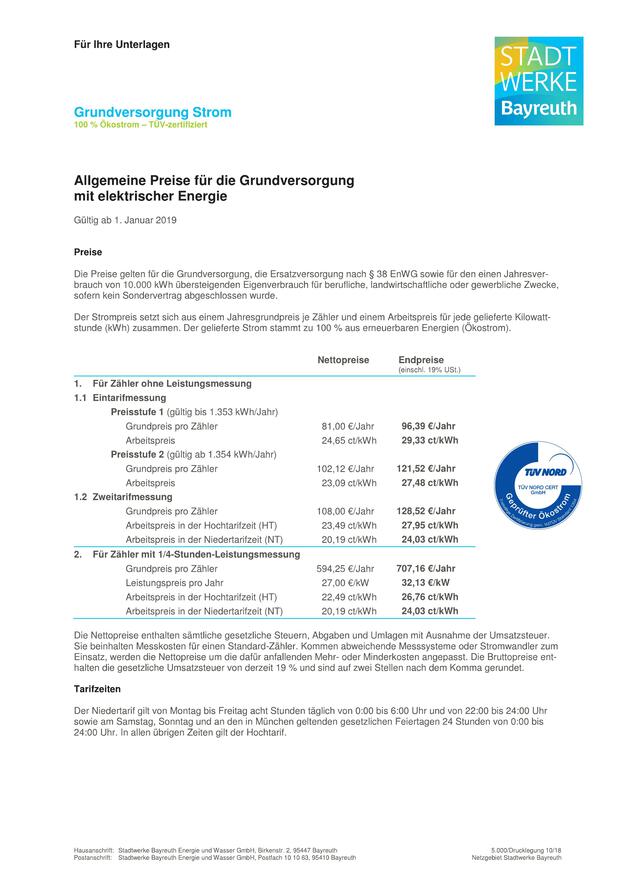 Für Ihre Unterlagen
STADT
WERKE
Bayreuth
Grundversorgung Strom
100 % Ökostrom – TÜV-zertifiziert
Allgemeine Preise für die Grundversorgung
mit elektrischer Energie
Gültig ab 1. Januar 2019
Preise
Die Preise gelten für die Grundversorgung, die Ersatzversorgung nach § 38 EnWG sowie für den einen Jahresver-
brauch von 10.000 kWh übersteigenden Eigenverbrauch für berufliche, landwirtschaftliche oder gewerbliche Zwecke,
sofern kein Sondervertrag abgeschlossen wurde.
Der Strompreis setzt sich aus einem Jahresgrundpreis je Zähler und einem Arbeitspreis für jede gelieferte Kilowatt-
stunde (kWh) zusammen. Der gelieferte Strom stammt zu 100 % aus erneuerbaren Energien (Ökostrom).
Nettopreise Endpreise
(einschl. 19% USt.)
1. Für Zähler ohne Leistungsmessung
1.1 Eintarifmessung
Preisstufe 1 (gültig bis 1.353 kWh/Jahr)
Grundpreis pro Zähler 81,00 €/Jahr 96,39 €/Jahr
Arbeitspreis 24,65 ct/kWh 29,33 ct/kWh
Preisstufe 2 (gültig ab 1.354 kWh/Jahr)
Grundpreis pro Zähler 102,12 €/Jahr 121,52 €/Jahr
Arbeitspreis 23,09 ct/kWh 27,48 ct/kWh
1.2 Zweitarifmessung
Grundpreis pro Zähler 108,00 €/Jahr 128,52 €/Jahr
Arbeitspreis in der Hochtarifzeit (HT) 23,49 ct/kWh 27,95 ct/kWh
Arbeitspreis in der Niedertarifzeit (NT) 20,19 ct/kWh 24,03 ct/kWh
2. Für Zähler mit 1/4-Stunden-Leistungsmessung
Grundpreis pro Zähler 594,25 €/Jahr 707,16 €/Jahr
Leistungspreis pro Jahr 27,00 €/kW 32,13 €/kW
Arbeitspreis in der Hochtarifzeit (HT) 22,49 ct/kWh 26,76 ct/kWh
Arbeitspreis in der Niedertarifzeit (NT) 20,19 ct/kWh 24,03 ct/kWh
TÜV NORD
TÜV NORD CERT
GmbH
Geprüfter Ökostrom
Die Nettopreise enthalten sämtliche gesetzliche Steuern, Abgaben und Umlagen mit Ausnahme der Umsatzsteuer.
Sie beinhalten Messkosten für einen Standard-Zähler. Kommen abweichende Messsysteme oder Stromwandler zum
Einsatz, werden die Nettopreise um die dafür anfallenden Mehr- oder Minderkosten angepasst. Die Bruttopreise ent-
halten die gesetzliche Umsatzsteuer von derzeit 19 % und sind auf zwei Stellen nach dem Komma gerundet.
Tarifzeiten
Der Niedertarif gilt von Montag bis Freitag acht Stunden täglich von 0:00 bis 6:00 Uhr und von 22:00 bis 24:00 Uhr
sowie am Samstag, Sonntag und an den in München geltenden gesetzlichen Feiertagen 24 Stunden von 0:00 bis
24:00 Uhr. In allen übrigen Zeiten gilt der Hochtarif.
Hausanschrift: Stadtwerke Bayreuth Energie und Wasser GmbH, Birkenstr. 2, 95447 Bayreuth 5.000/Drucklegung 10/18
Postanschrift: Stadtwerke Bayreuth Energie und Wasser GmbH, Postfach 10 10 63, 95410 Bayreuth Netzgebiet Stadtwerke Bayreuth